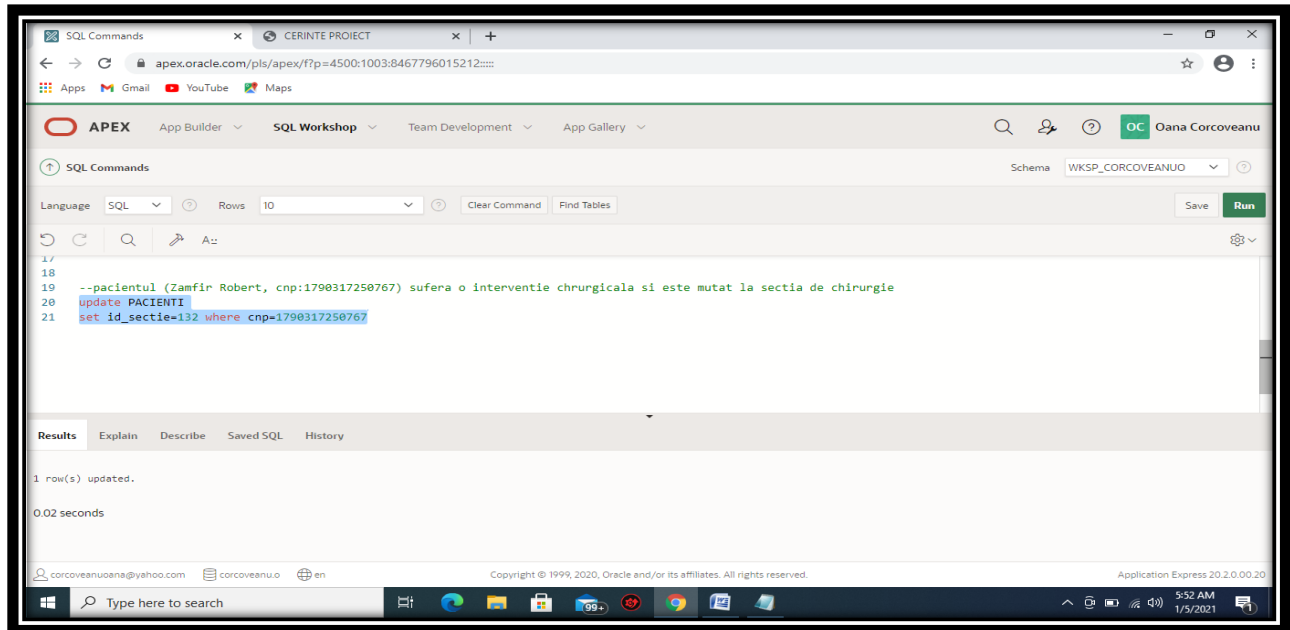 SQL Commands CERINTE PROIECT
apex.oracle.com/pls/apex/f?p=4500:1003:8467796015212:::::
Apps Gmail YouTube Maps
APEX App Builder SQL Workshop Team Development App Gallery OC Oana Corcoveanu
SQL Commands Schema WKSP_CORCOVEANUO
Language SQL Rows 10 Clear Command Find Tables Save Run
17
18
19 --pacientul (Zamfir Robert, cnp:1790317250767) sufera o interventie chrurgicala si este mutat la sectia de chirurgie
20 update PACIENTI
21 set id_sectie=132 where cnp=1790317250767
Results Explain Describe Saved SQL History
1 row(s) updated.
0.02 seconds
corcoveanuoana@yahoo.com corcoveanu.o en Copyright © 1999, 2020, Oracle and/or its affiliates. All rights reserved. Application Express 20.2.0.00.20
Type here to search 99+ 5:52 AM
1/5/2021